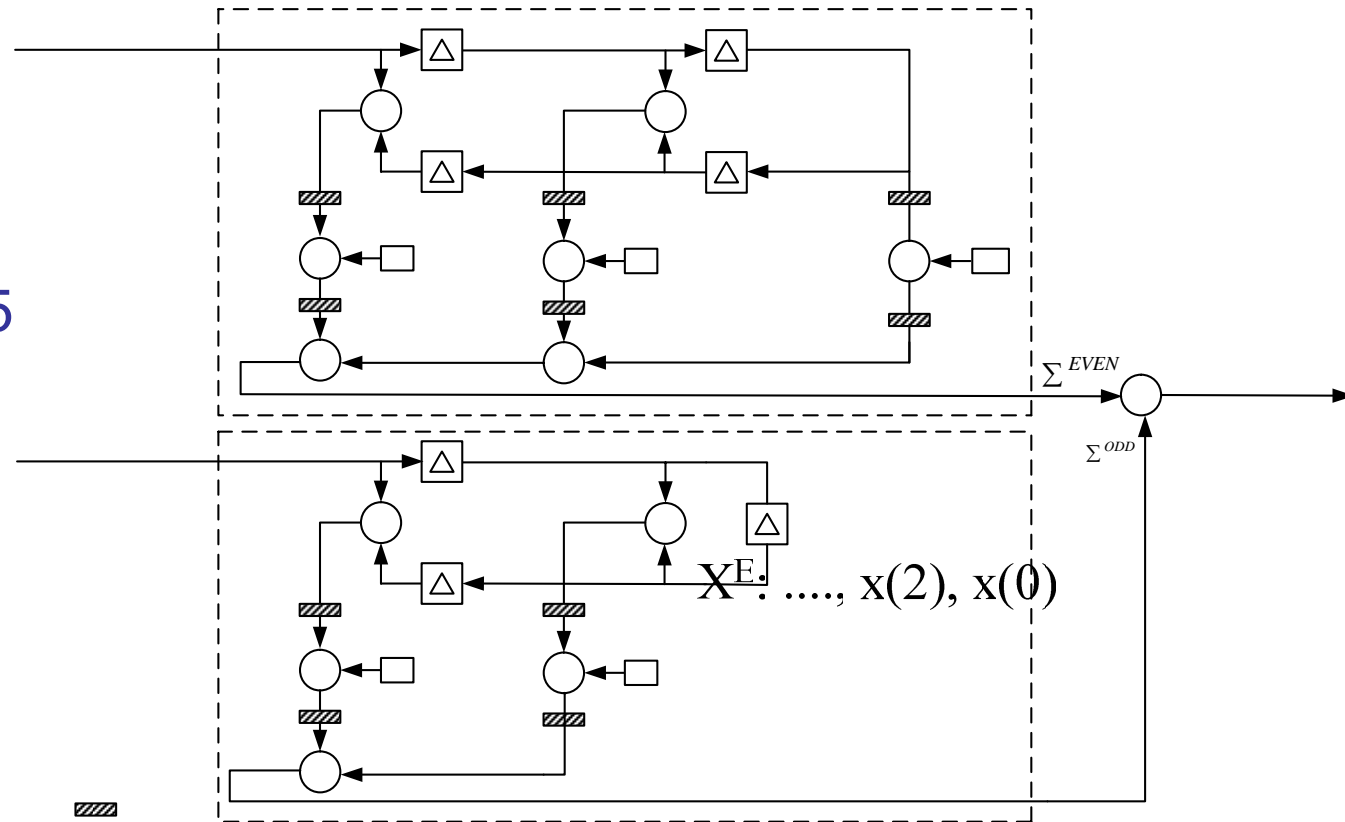 5
Σ EVEN
Σ ODD
X^E: ...., x(2), x(0)